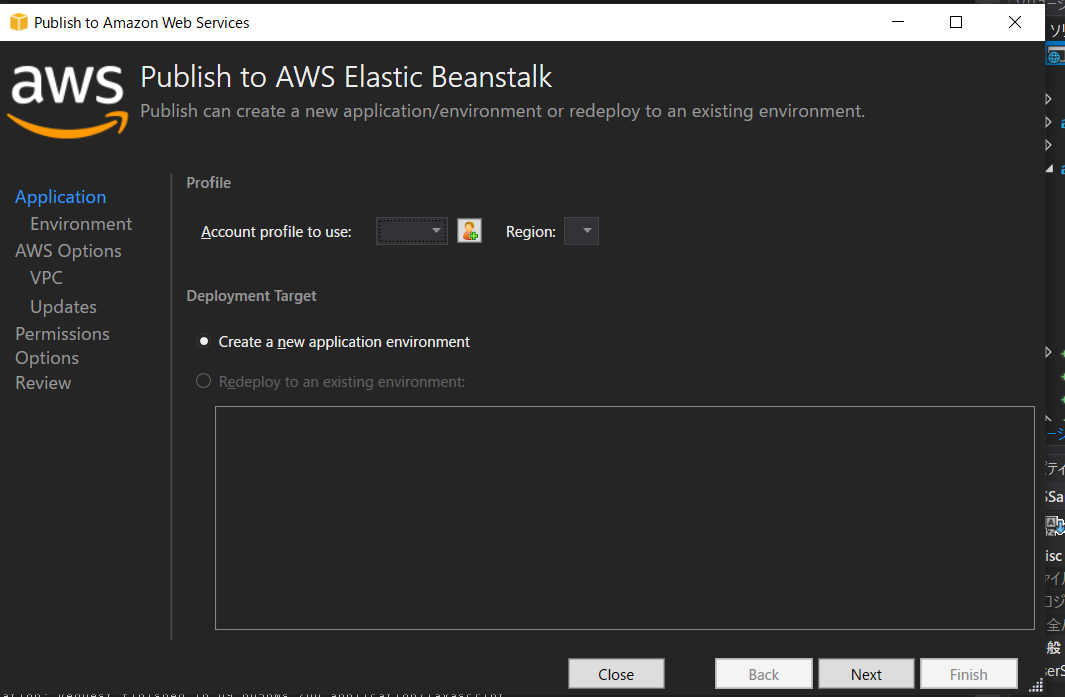 Publish to Amazon Web Services
aws
Publish to AWS Elastic Beanstalk
Publish can create a new application/environment or redeploy to an existing environment.
Application
Environment
AWS Options
VPC
Updates
Permissions
Options
Review
Profile
Account profile to use:
Region:
Deployment Target
Create a new application environment
Redeploy to an existing environment:
Close
Back
Next
Finish